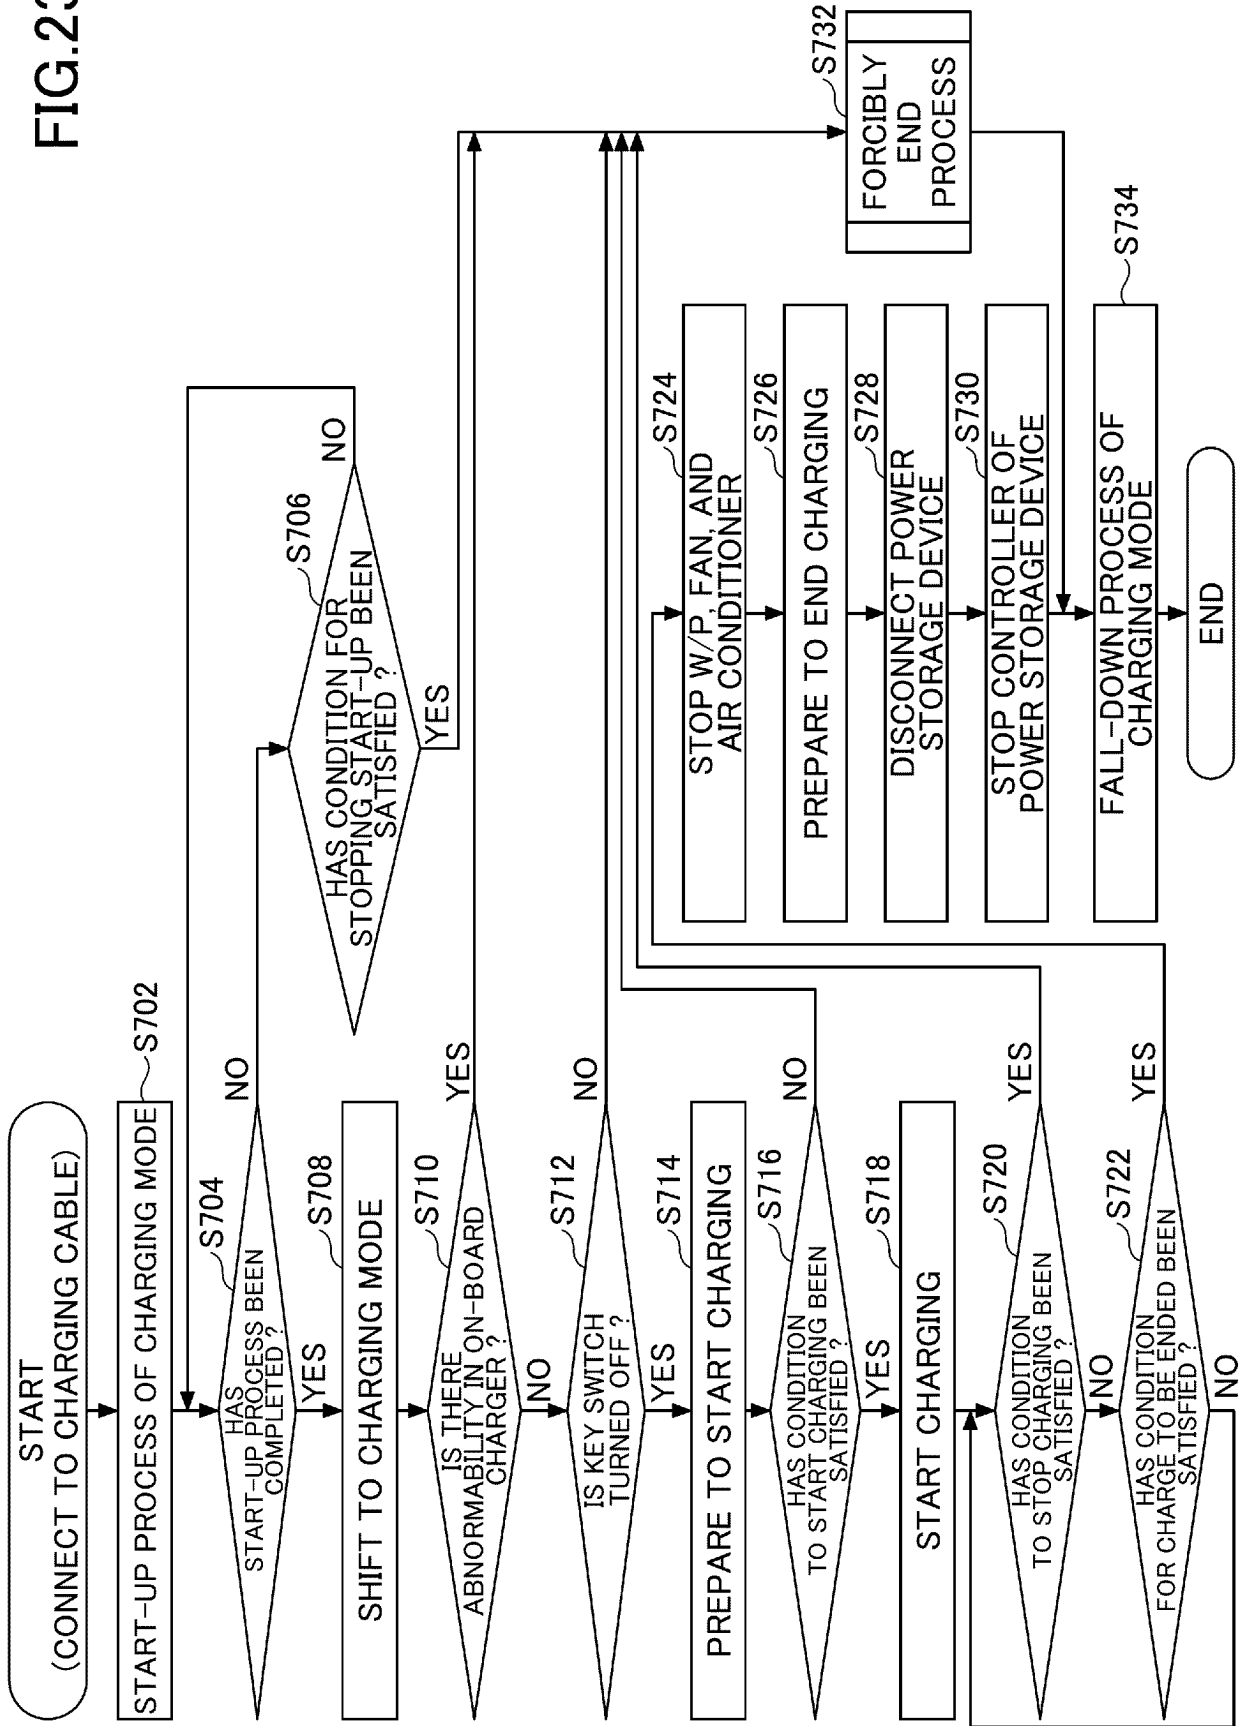 FIG.23
START
(CONNECT TO CHARGING CABLE)
START-UP PROCESS OF CHARGING MODE
S702
HAS
START-UP PROCESS BEEN
COMPLETED ?
S704
NO
YES
HAS CONDITION FOR
STOPPING START-UP BEEN
SATISFIED ?
S706
NO
YES
SHIFT TO CHARGING MODE
S708
IS THERE
ABNORMABILITY IN ON-BOARD
CHARGER ?
S710
YES
NO
IS KEY SWITCH
TURNED OFF ?
S712
NO
YES
PREPARE TO START CHARGING
S714
HAS CONDITION
TO START CHARGING BEEN
SATISFIED ?
S716
NO
YES
START CHARGING
S718
HAS CONDITION
TO STOP CHARGING BEEN
SATISFIED ?
S720
YES
NO
HAS CONDITION
FOR CHARGE TO BE ENDED BEEN
SATISFIED ?
S722
YES
NO
STOP W/P, FAN, AND
AIR CONDITIONER
S724
PREPARE TO END CHARGING
S726
DISCONNECT POWER
STORAGE DEVICE
S728
STOP CONTROLLER OF
POWER STORAGE DEVICE
S730
FORCIBLY
END
PROCESS
S732
FALL-DOWN PROCESS OF
CHARGING MODE
S734
END